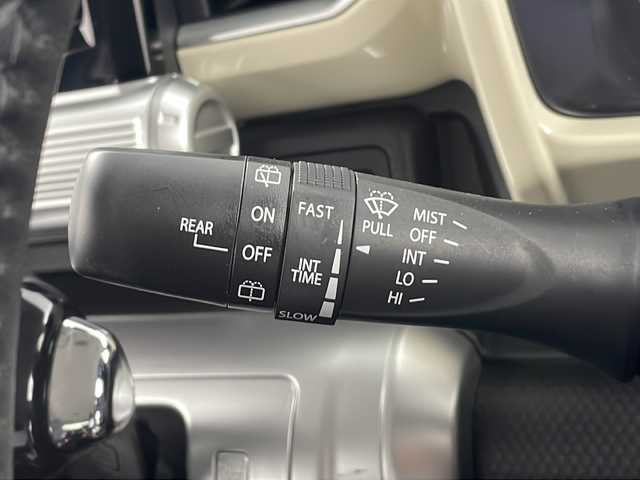 REAR
ON
OFF
FAST
INT
TIME
SLOW
PULL
MIST
OFF
INT
LO
HI